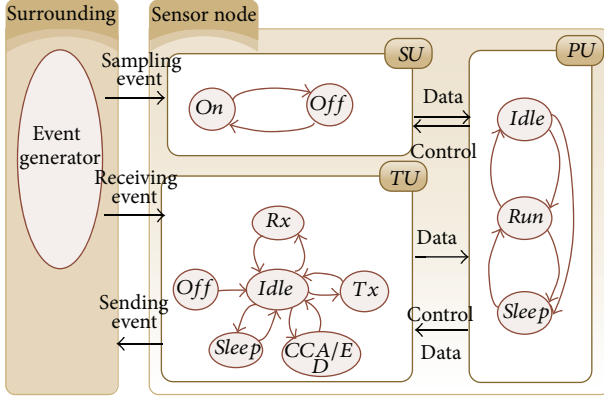 Surrounding
Sensor node
Sampling
event
SU
PU
On
Off
Data
Control
Idle
Event
generator
Receiving
event
TU
Rx
Run
Data
Off
Idle
Tx
Sending
event
Sleep
CCA/E
D
Control
Data
Sleep